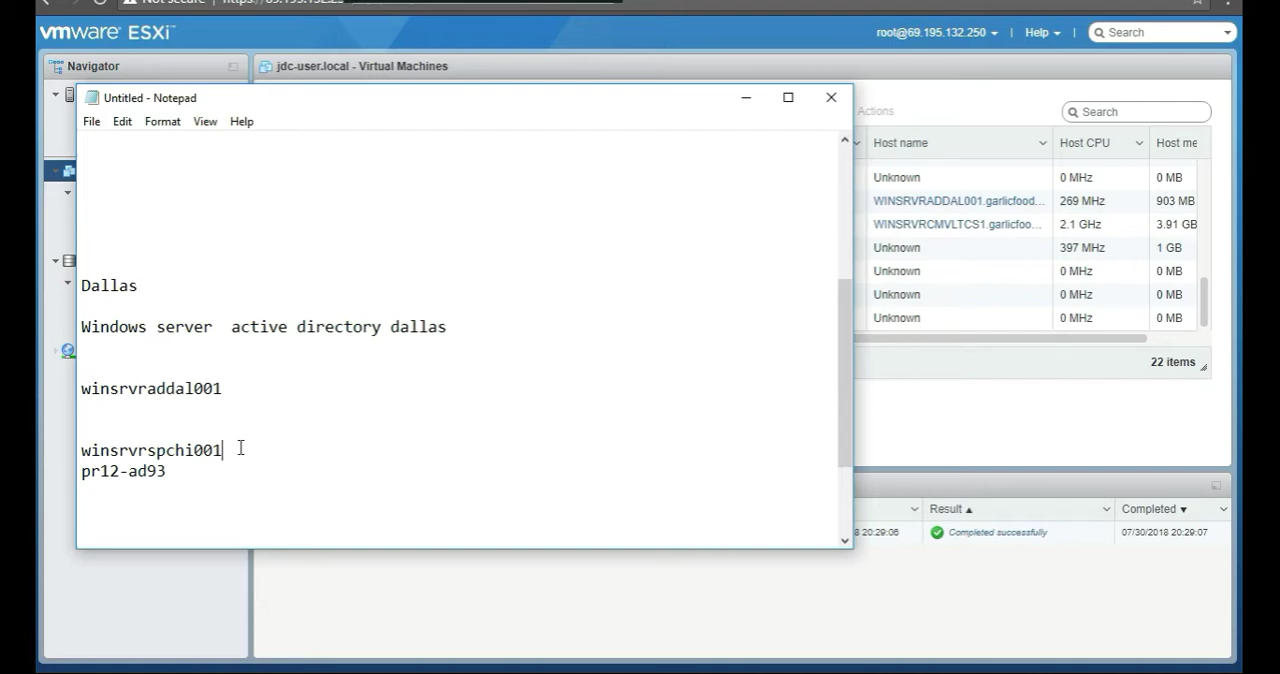 Not secure
vmware ESXi™
root@69.195.132.250
Help
Search
Navigator
jdc-user.local - Virtual Machines
Untitled - Notepad
File Edit Format View Help
Actions
Search
Host name
Host CPU
Host me
Unknown 0 MHz 0 MB
WINSRVRADDAL001.garlicfood... 269 MHz 903 MB
WINSRVRCMVLTCS1.garlicfoo... 2.1 GHz 3.91 GB
Unknown 397 MHz 1 GB
Unknown 0 MHz 0 MB
Unknown 0 MHz 0 MB
Unknown 0 MHz 0 MB
22 items
Dallas
Windows server  active directory dallas
winsrvraddal001
winsrvrspchi001
pr12-ad93
Result
Completed
8 20:29:06
Completed successfully
07/30/2018 20:29:07